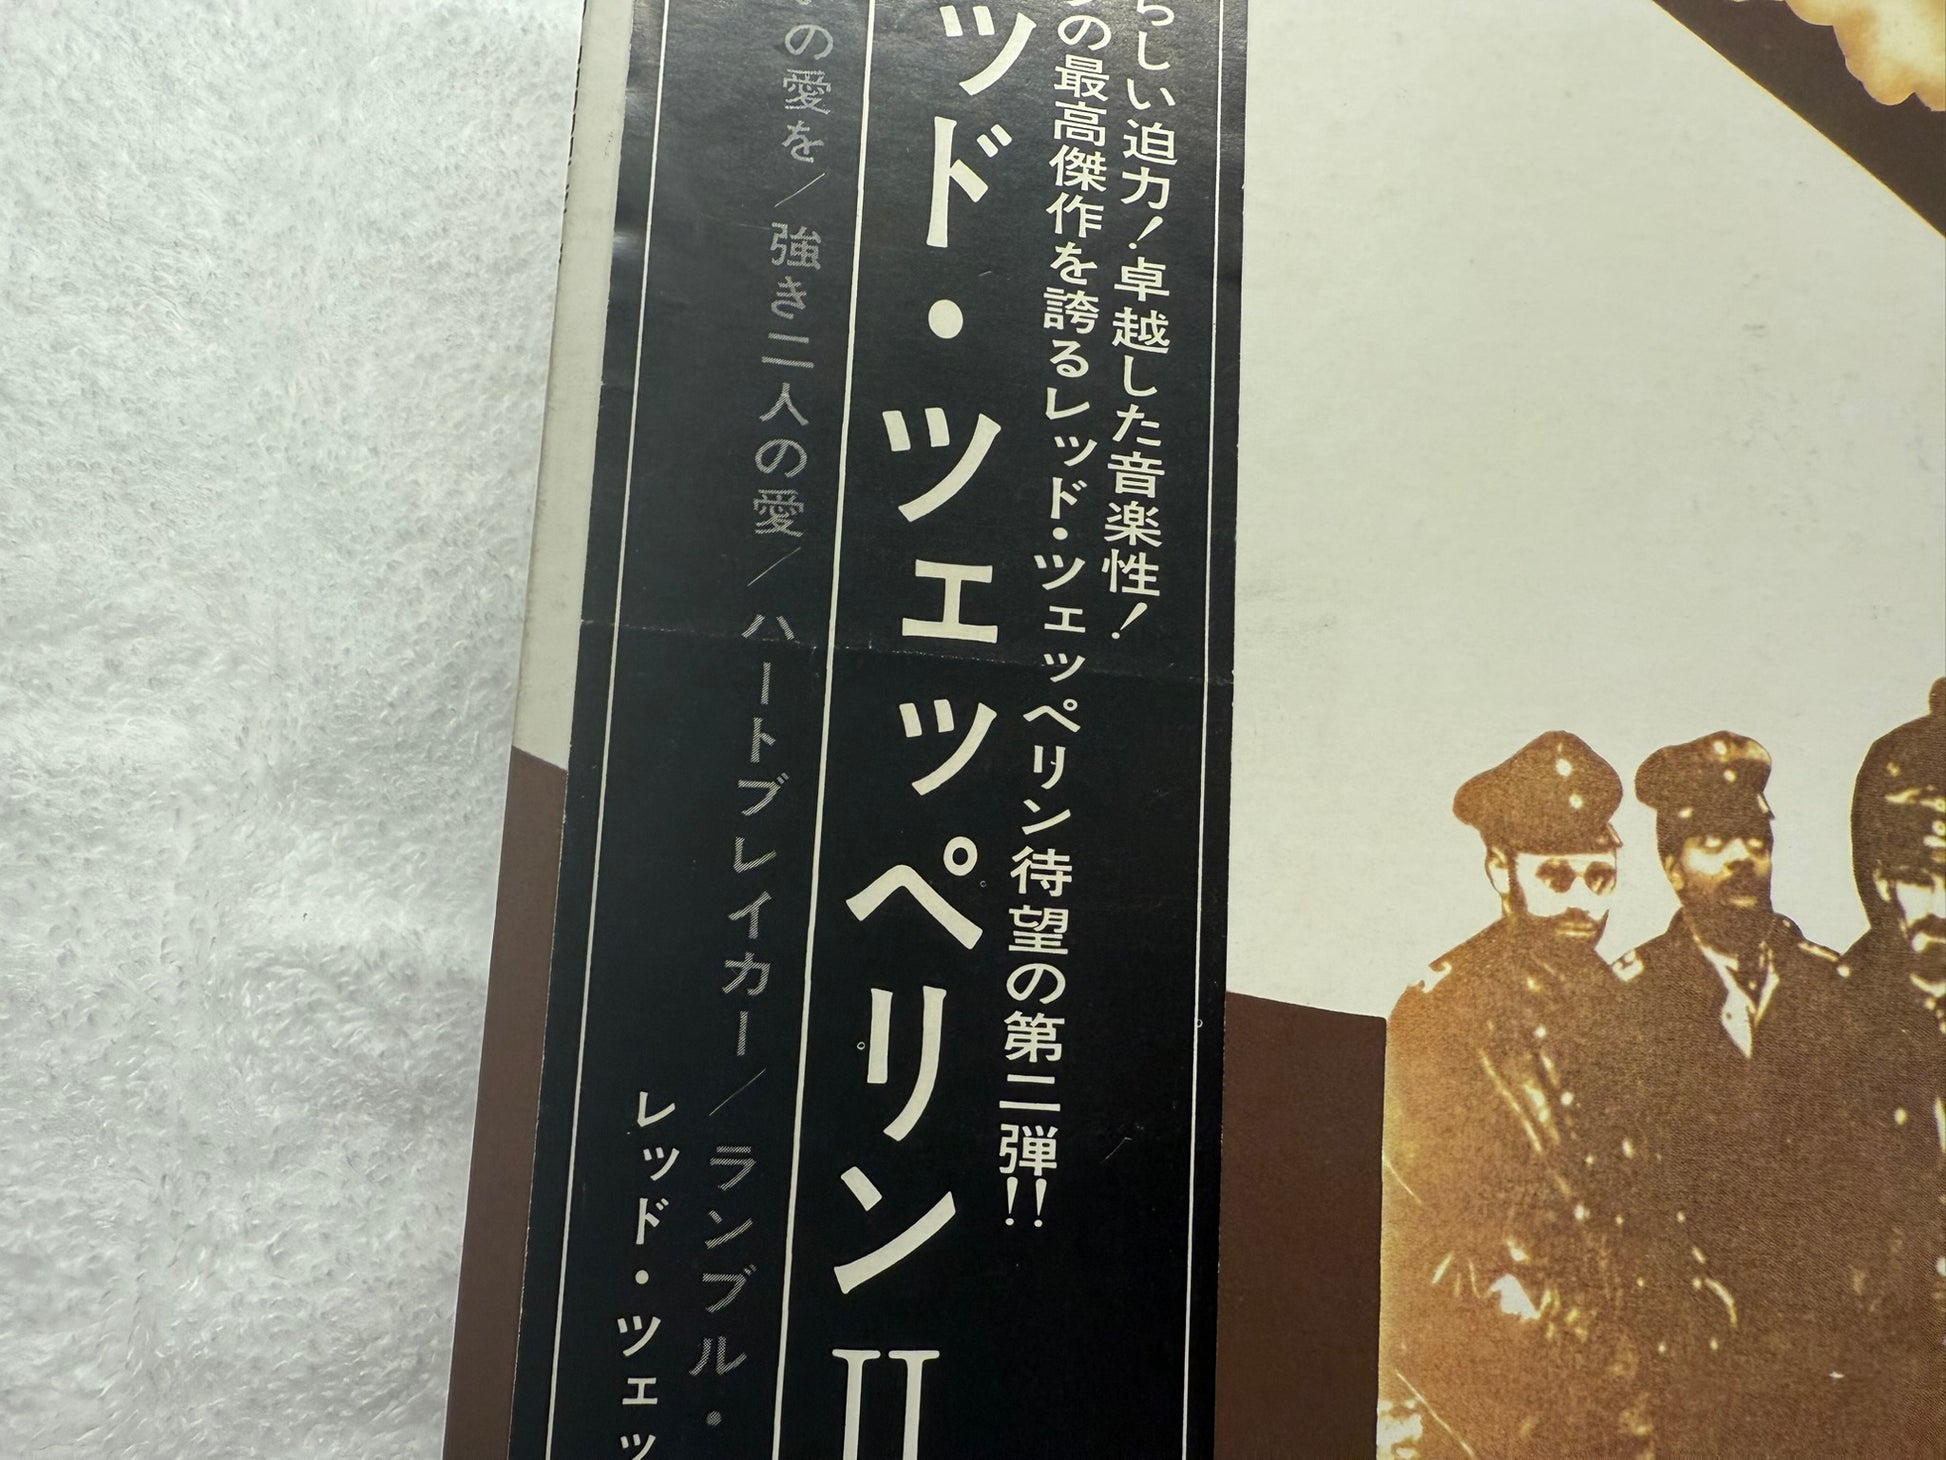 らしい迫力！卓越した音楽性！
の最高傑作を誇るレッド・ツェッペリン待望の第二弾!!
ッド・ツェッペリンII
の愛を／強き二人の愛／ハートブレイカー／ランブル・
レッド・ツェッ